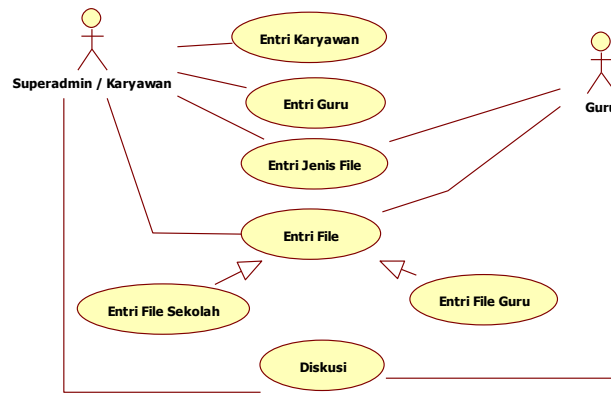 Entri Karyawan
Superadmin / Karyawan
Entri Guru
Guru
Entri Jenis File
Entri File
Entri File Sekolah
Entri File Guru
Diskusi